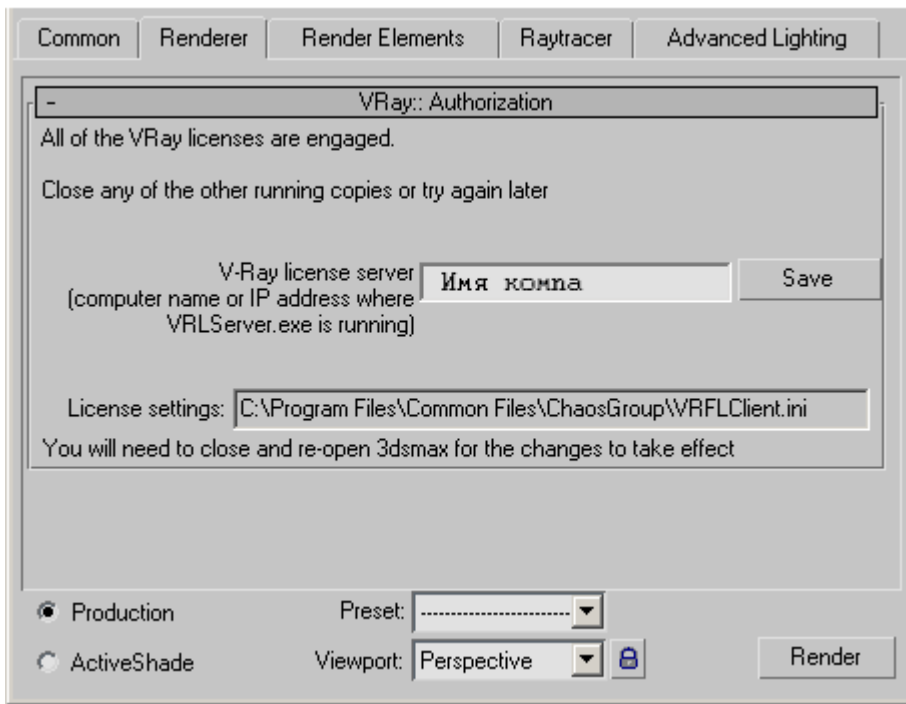 Common Renderer Render Elements Raytracer Advanced Lighting
- VRay:: Authorization
All of the VRay licenses are engaged.
Close any of the other running copies or try again later
V-Ray license server
(computer name or IP address where
VRLServer.exe is running)
Имя компа
Save
License settings: C:\Program Files\Common Files\ChaosGroup\VRFLClient.ini
You will need to close and re-open 3dsmax for the changes to take effect
Production Preset: -------------------------
ActiveShade Viewport: Perspective Render